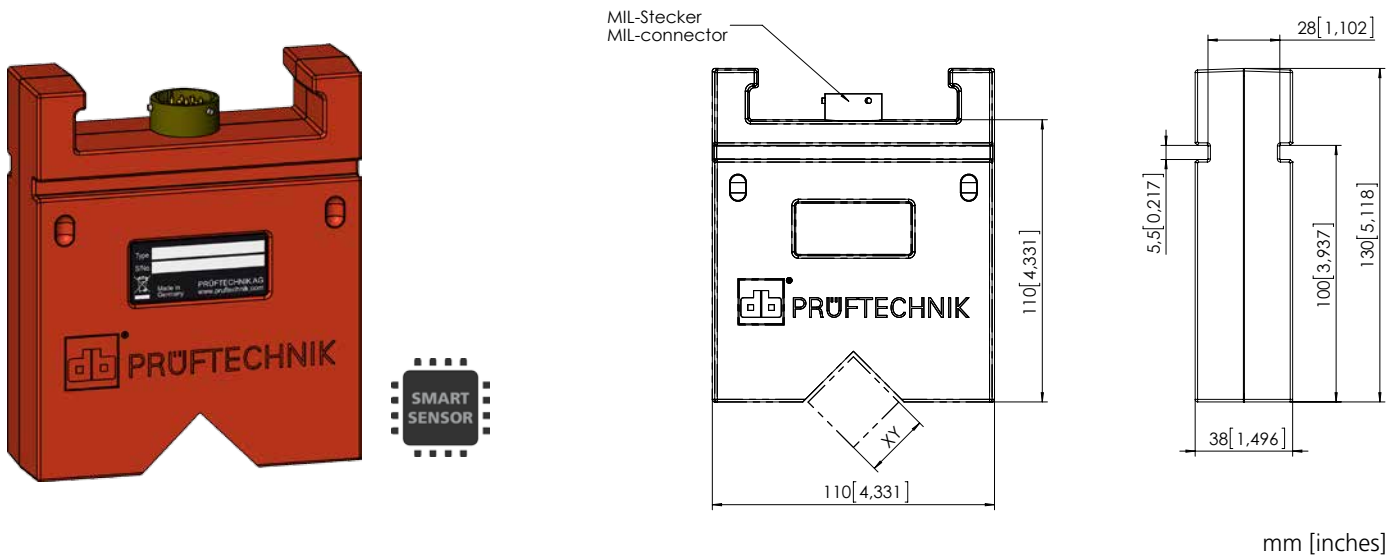 Type
S/No.
Made in
Germany
PRÜFTECHNIK AG
www.pruftechnik.com
db PRÜFTECHNIK
SMART
SENSOR
MIL-Stecker
MIL-connector
db PRÜFTECHNIK
110[4,331]
XY
110[4,331]
28[1,102]
5,5[0,217]
100[3,937]
130[5,118]
38[1,496]
mm [inches]